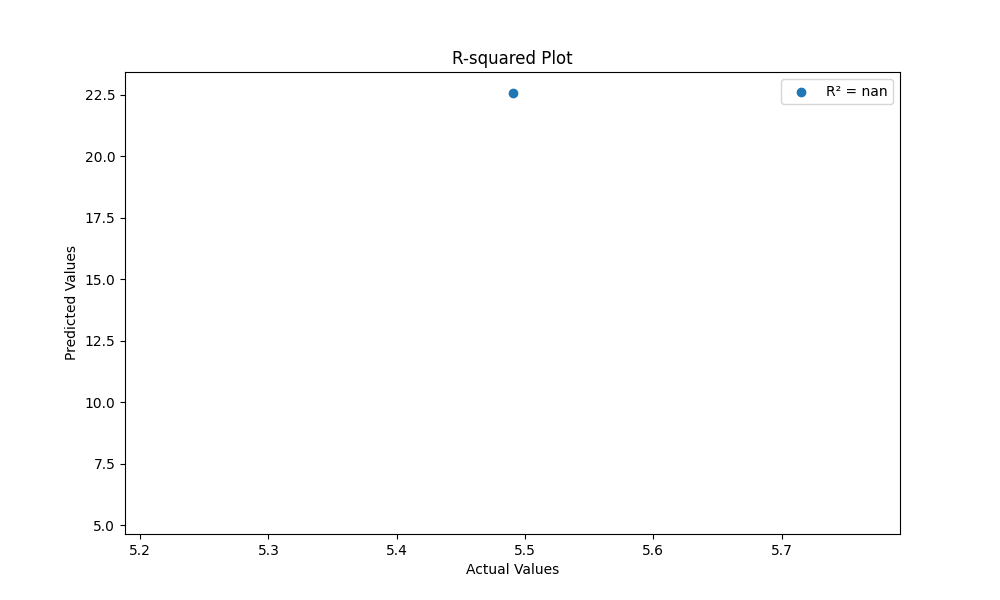 R-squared Plot
R² = nan
Predicted Values
22.5
20.0
17.5
15.0
12.5
10.0
7.5
5.0
5.2 5.3 5.4 5.5 5.6 5.7
Actual Values